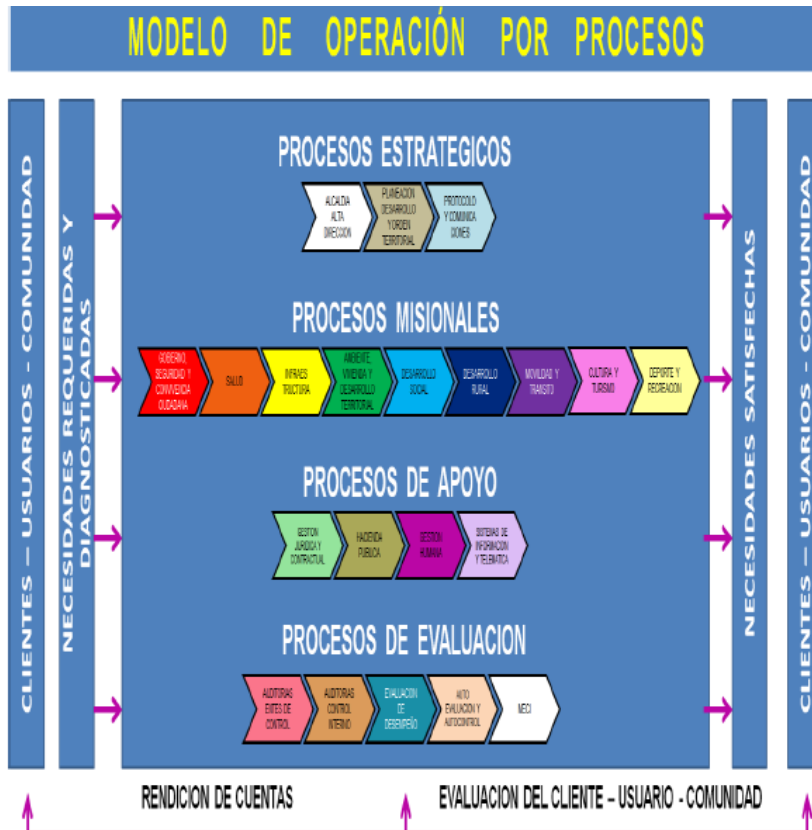 MODELO DE OPERACIÓN POR PROCESOS
CLIENTES – USUARIOS - COMUNIDAD
NECESIDADES REQUERIDAS Y
DIAGNOSTICADAS
PROCESOS ESTRATEGICOS
ALCALDIA
ALTA
DIRECCION
PLANEACION
DESARROLLO
Y ORDEN
TERRITORIAL
PROTOCOLO
Y COMUNICA
CIONES
PROCESOS MISIONALES
GOBIERNO,
SEGURIDAD Y
CONVIVENCIA
CIUDADANA
SALUD
INFRAES
TRUCTURA
AMBIENTE,
VIVIENDA Y
DESARROLLO
TERRITORIAL
DESARROLLO
SOCIAL
DESARROLLO
RURAL
MOVILIDAD Y
TRANSITO
CULTURA Y
TURISMO
DEPORTE Y
RECREACION
PROCESOS DE APOYO
GESTION
JURIDICA Y
CONTRACTUAL
HACIENDA
PUBLICA
GESTION
HUMANA
SISTEMAS DE
INFORMACION
Y TELEMATICA
PROCESOS DE EVALUACION
AUDITORIAS
ENTES DE
CONTROL
AUDITORIAS
CONTROL
INTERNO
EVALUACION
DE
DESEMPEÑO
AUTO
EVALUACION Y
AUTOCONTROL
MECI
NECESIDADES SATISFECHAS
CLIENTES – USUARIOS - COMUNIDAD
RENDICION DE CUENTAS
EVALUACION DEL CLIENTE – USUARIO - COMUNIDAD